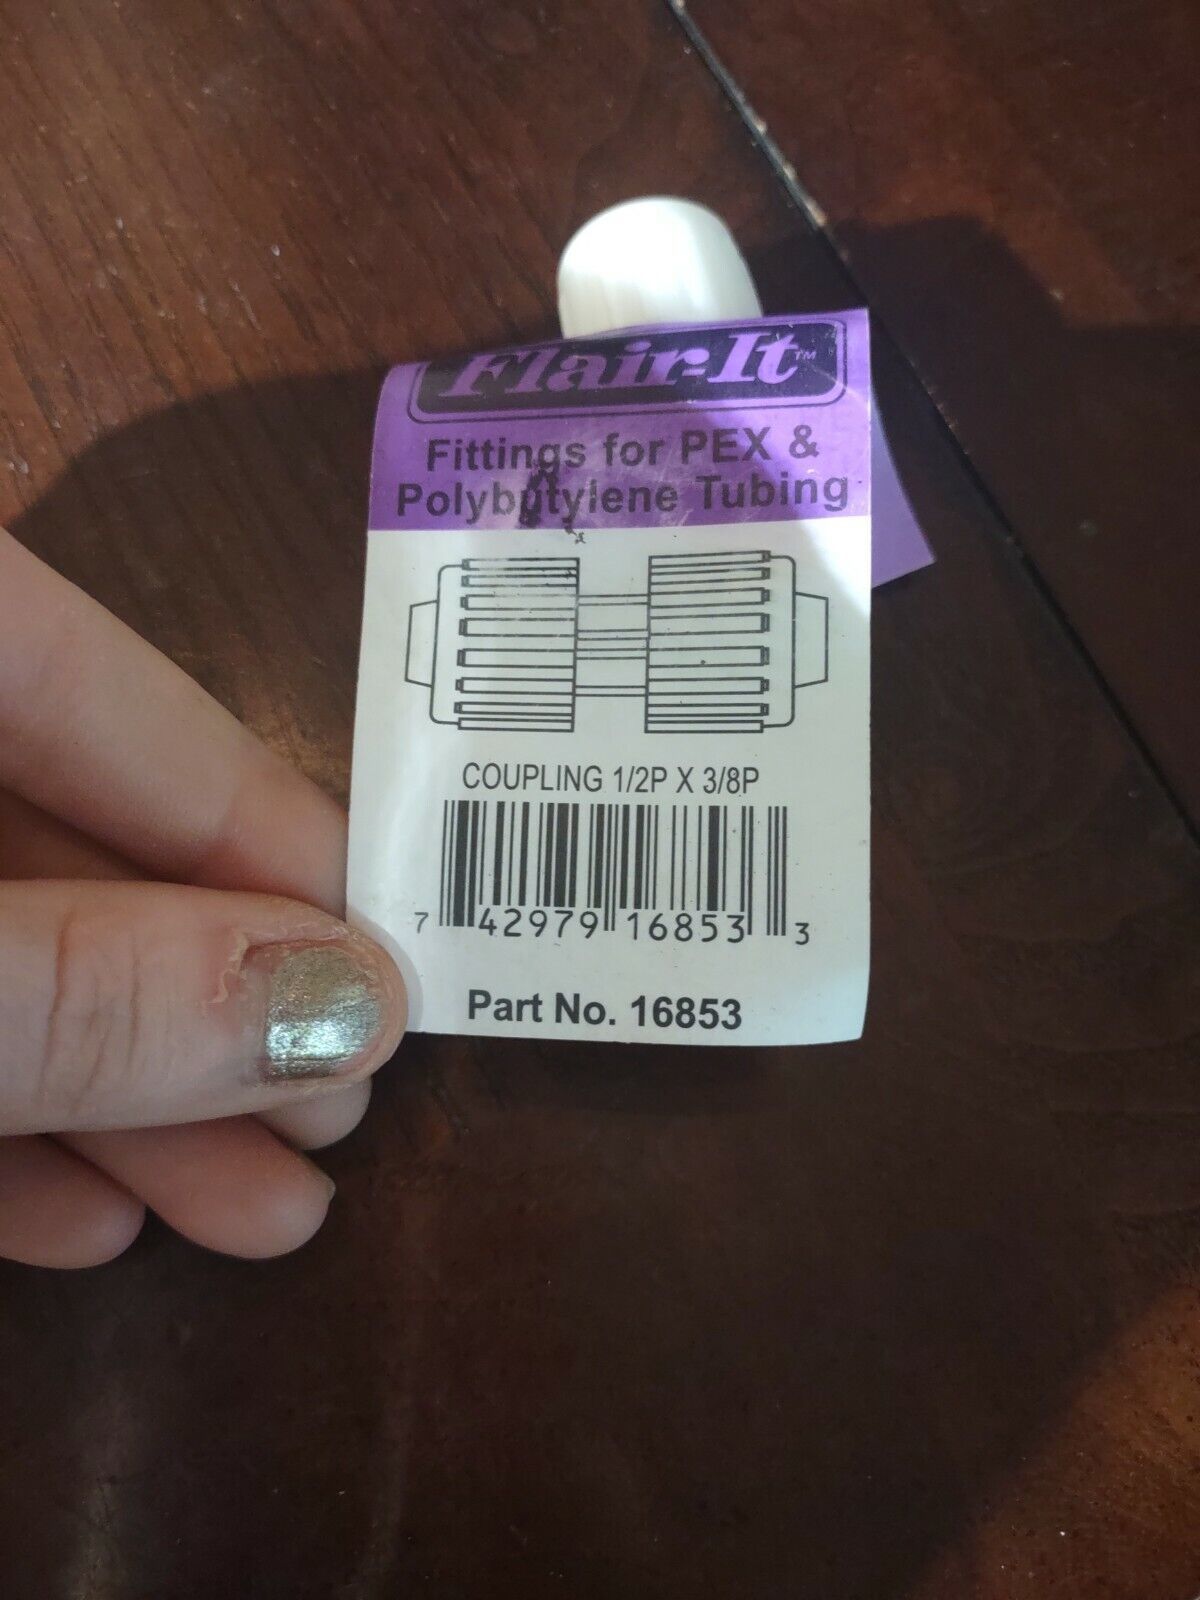 Flair-It™
Fittings for PEX &
Polybutylene Tubing
COUPLING 1/2P X 3/8P
7 42979 16853 3
Part No. 16853